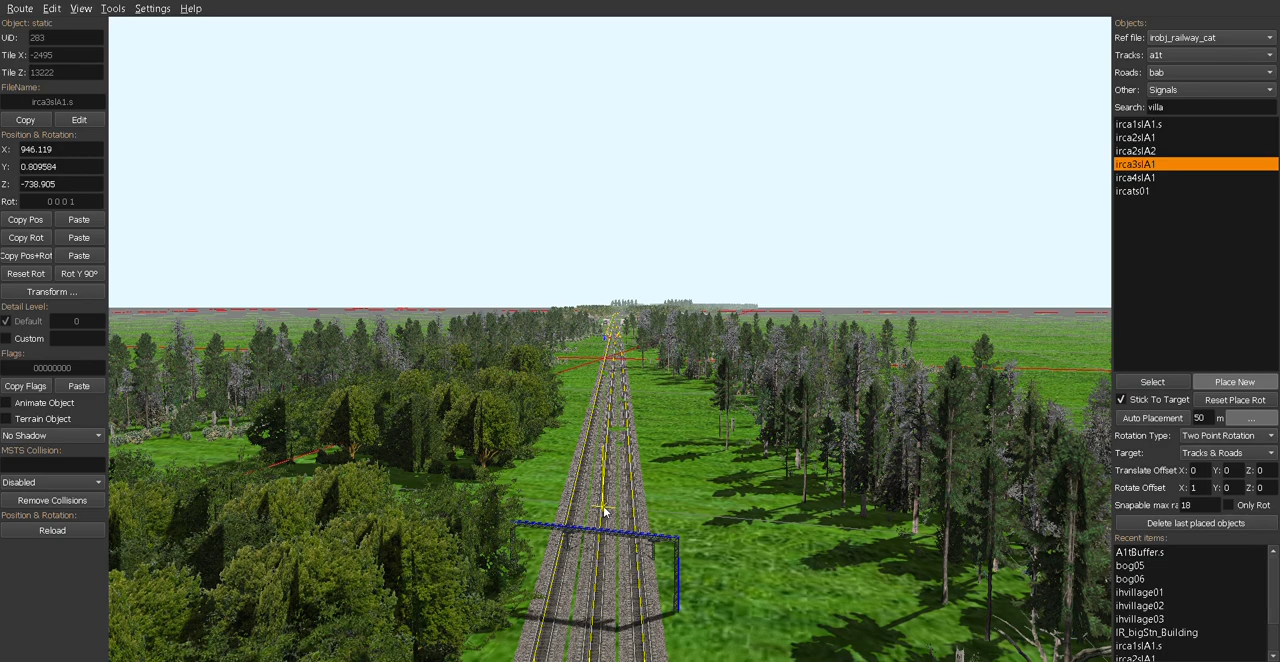 Route Edit View Tools Settings Help
Object: static
UiD: 283
Tile X: -2495
Tile Z: 13222
FileName:
irca3slA1.s
Copy Edit
Position & Rotation:
X: 946.119
Y: 0.809584
Z: -738.905
Rot: 0 0 0 1
Copy Pos Paste
Copy Rot Paste
Copy Pos+Rot Paste
Reset Rot Rot Y 90º
Transform ...
Detail Level:
Default 0
Custom
Flags:
00000000
Copy Flags Paste
Animate Object
Terrain Object
No Shadow
MSTS Collision:
Disabled
Remove Collisions
Position & Rotation:
Reload
Objects:
Ref file: irobj_railway_cat
Tracks: a1t
Roads: bab
Other: Signals
Search: villa
irca1slA1.s
irca2slA1
irca2slA2
irca3slA1
irca4slA1
ircats01
Select Place New
Stick To Target Reset Place Rot
Auto Placement 50 m ...
Rotation Type: Two Point Rotation
Target: Tracks & Roads
Translate Offset X: 0 Y: 0 Z: 0
Rotate Offset X: 1 Y: 0 Z: 0
Snapable max ra 18 Only Rot
Delete last placed objects
Recent items:
A1tBuffer.s
bog05
bog06
ihvillage01
ihvillage02
ihvillage03
IR_bigStn_Building
irca1slA1.s
irca2slA1